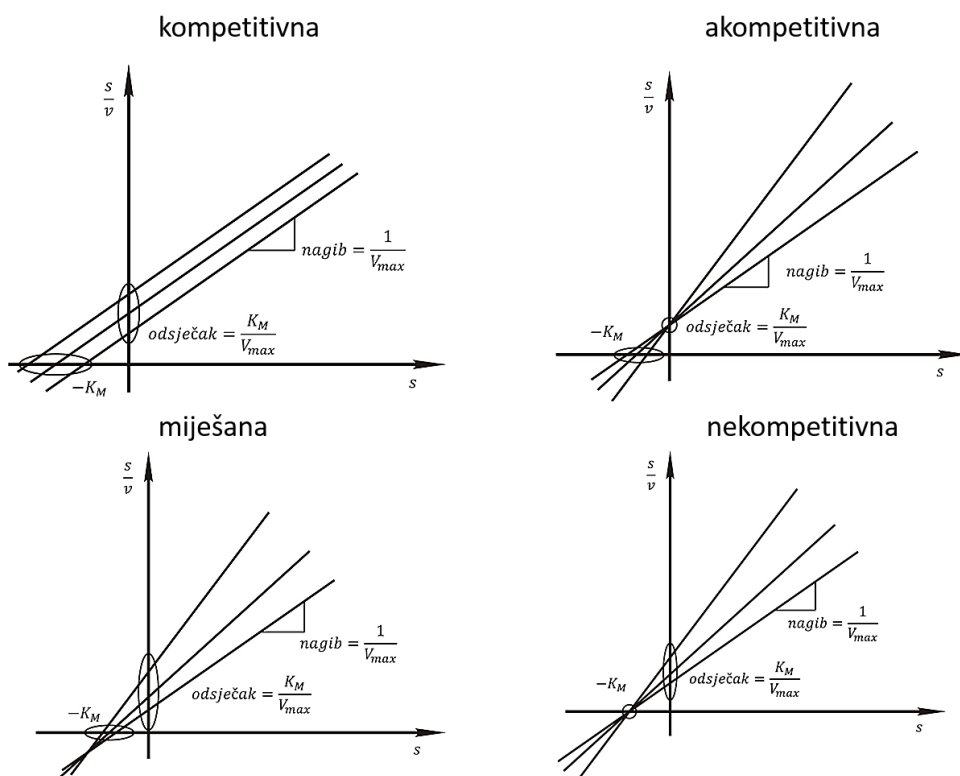 kompetitivna
s/v
nagib = 1/V_max
odsječak = K_M/V_max
−K_M
s
akompetitivna
s/v
nagib = 1/V_max
−K_M
odsječak = K_M/V_max
s
miješana
s/v
nagib = 1/V_max
odsječak = K_M/V_max
−K_M
s
nekompetitivna
s/v
nagib = 1/V_max
−K_M
odsječak = K_M/V_max
s